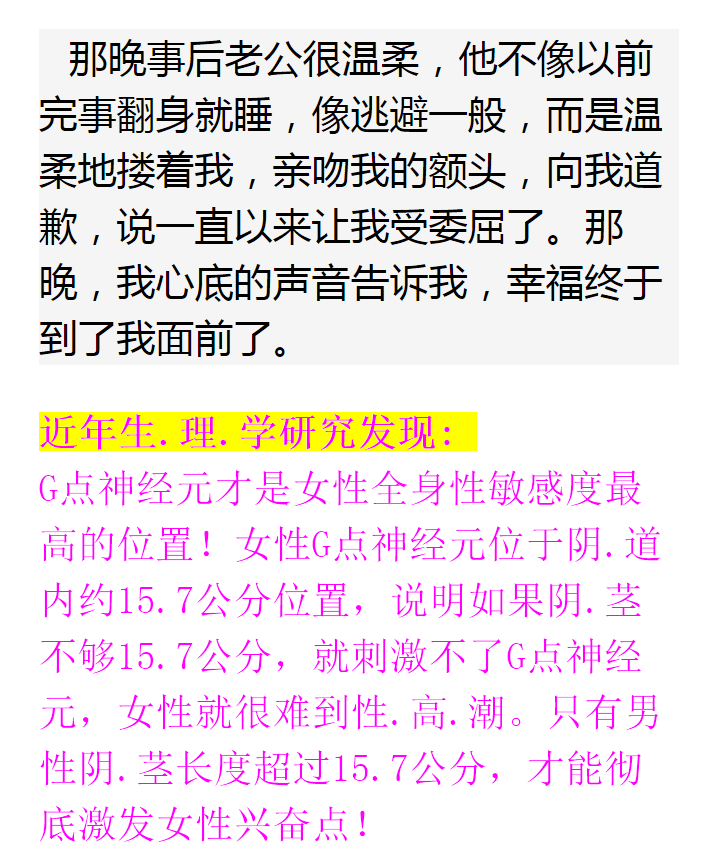 那晚事后老公很温柔，他不像以前
完事翻身就睡，像逃避一般，而是温
柔地搂着我，亲吻我的额头，向我道
歉，说一直以来让我受委屈了。那
晚，我心底的声音告诉我，幸福终于
到了我面前了。
近年生.理.学研究发现:
G点神经元才是女性全身性敏感度最
高的位置！女性G点神经元位于阴.道
内约15.7公分位置，说明如果阴.茎
不够15.7公分，就刺激不了G点神经
元，女性就很难到性.高.潮。只有男
性阴.茎长度超过15.7公分，才能彻
底激发女性兴奋点！